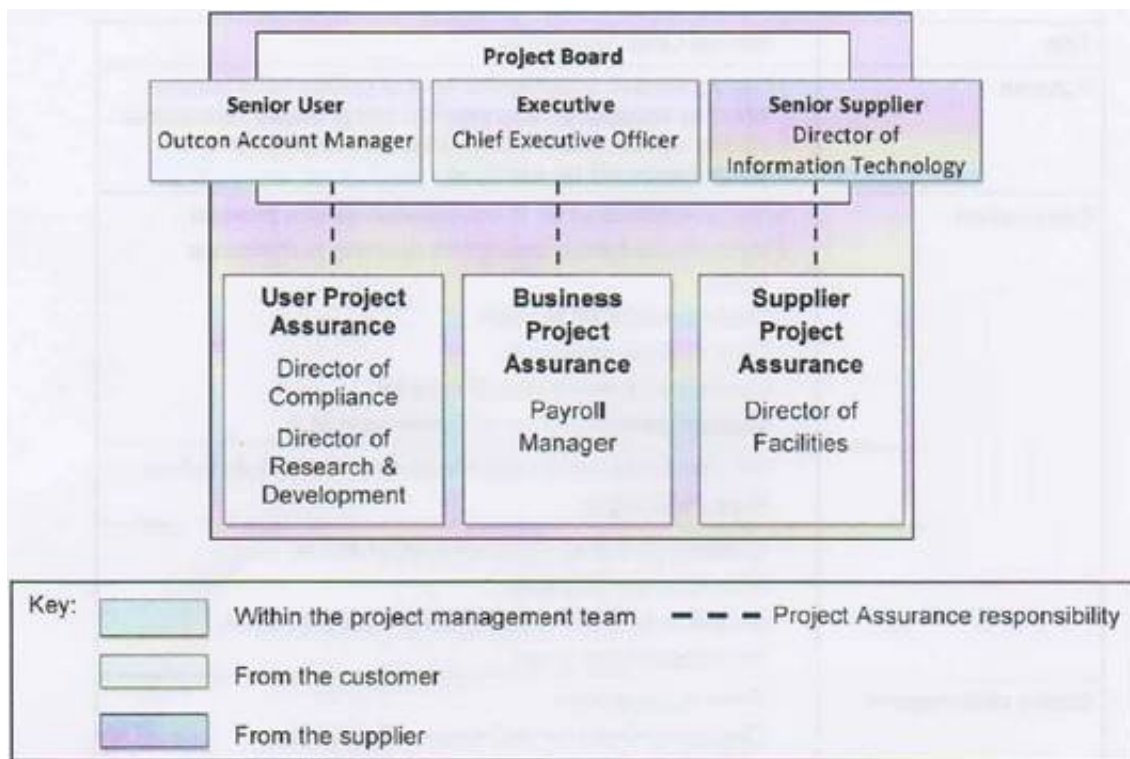 Project Board
Senior User
Outcon Account Manager
Executive
Chief Executive Officer
Senior Supplier
Director of
Information Technology
User Project
Assurance
Director of
Compliance
Director of
Research &
Development
Business
Project
Assurance
Payroll
Manager
Supplier
Project
Assurance
Director of
Facilities
Key:
Within the project management team
Project Assurance responsibility
From the customer
From the supplier